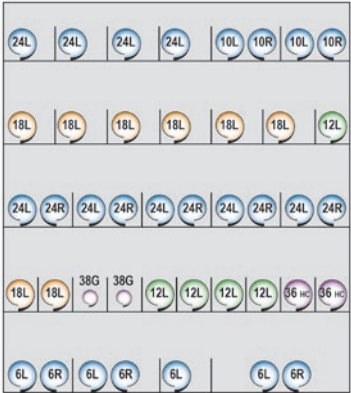 24L 24L 24L 24L 10L 10R 10L 10R
18L 18L 18L 18L 18L 18L 12L
24L 24R 24L 24R 24L 24R 24L 24R 24L 24R
18L 18L 38G 38G 12L 12L 12L 12L 36 HC 36 HC
6L 6R 6L 6R 6L 6L 6R